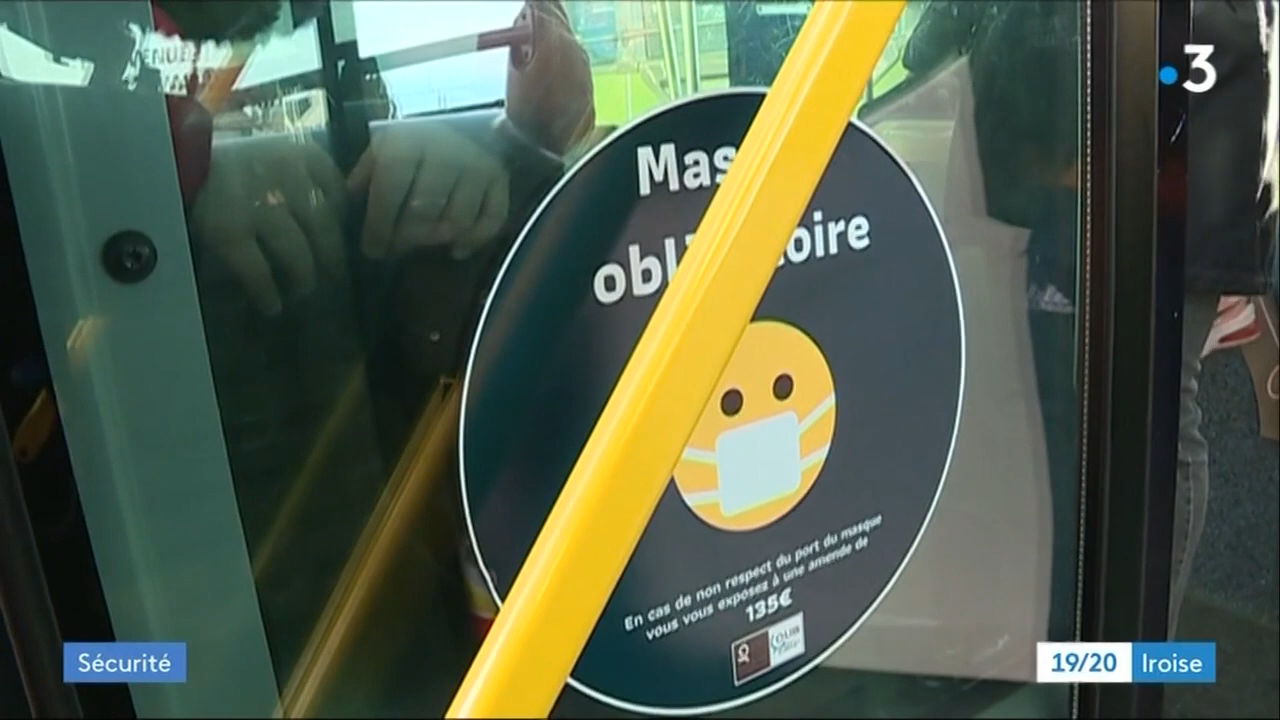 3
Mas
obl oire
En cas de non respect du port du masque
vous vous exposez à une amende de
135€
Sécurité
19/20 Iroise